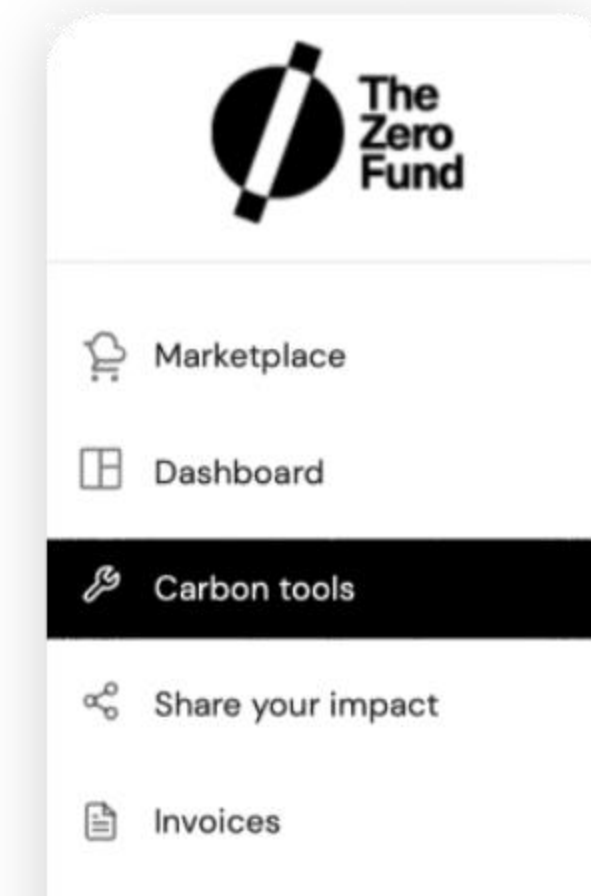 The
Zero
Fund
Marketplace
Dashboard
Carbon tools
Share your impact
Invoices